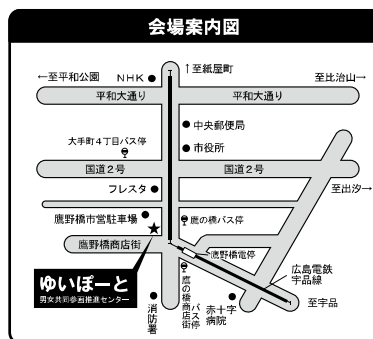 会場案内図
↑至紙屋町
←至平和公園
NHK
至比治山→
平和大通り
平和大通り
中央郵便局
大手町4丁目バス停
市役所
国道2号
国道2号
フレスタ
至出汐→
鷹野橋市営駐車場
鷹の橋バス停
鷹野橋商店街
鷹野橋電停
ゆいぽーと
男女共同参画推進センター
広島電鉄
宇品線
至宇品
消防署
鷹の橋商店街
バス停
赤十字
病院